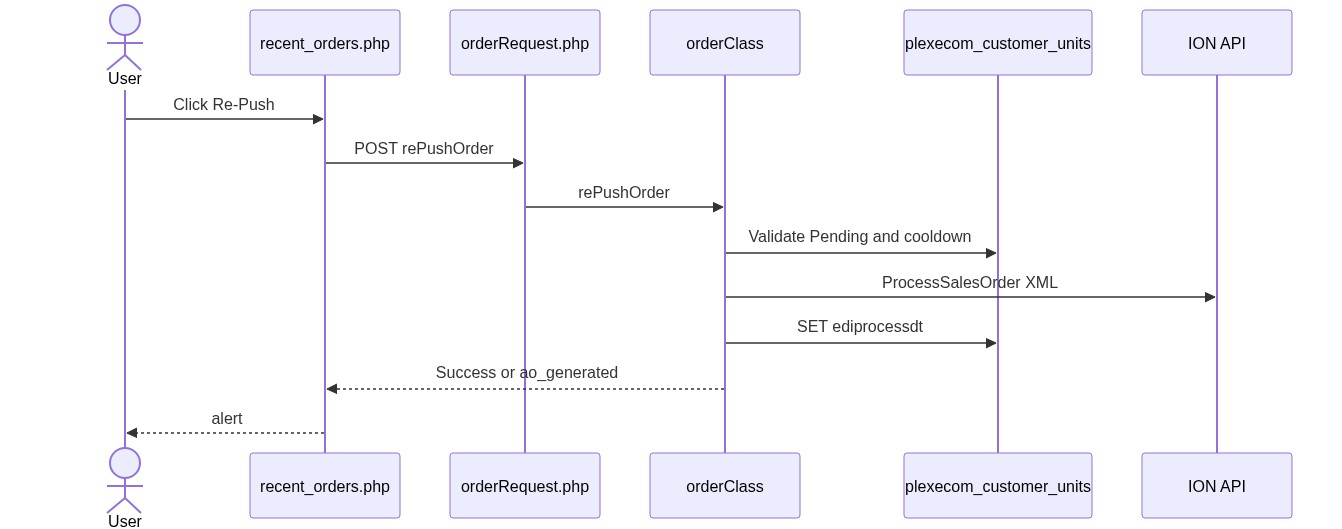 User
recent_orders.php
orderRequest.php
orderClass
plexecom_customer_units
ION API
Click Re-Push
POST rePushOrder
rePushOrder
Validate Pending and cooldown
ProcessSalesOrder XML
SET ediprocessdt
Success or ao_generated
alert
User
recent_orders.php
orderRequest.php
orderClass
plexecom_customer_units
ION API